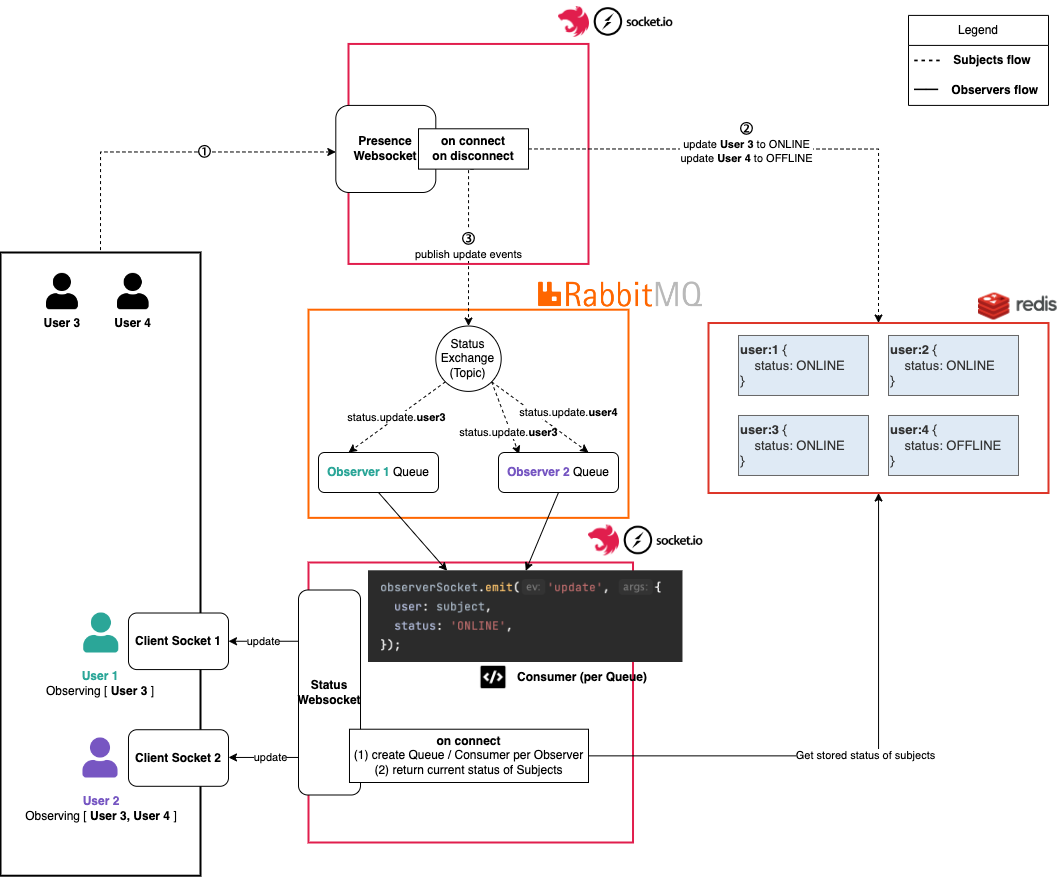 socket.io
Legend
Subjects flow
Observers flow
Presence
Websocket
on connect
on disconnect
①
②
update User 3 to ONLINE
update User 4 to OFFLINE
③
publish update events
RabbitMQ
redis
User 3
User 4
Status
Exchange
(Topic)
status.update.user3
status.update.user4
status.update.user3
Observer 1 Queue
Observer 2 Queue
user:1 {
status: ONLINE
}
user:2 {
status: ONLINE
}
user:3 {
status: ONLINE
}
user:4 {
status: OFFLINE
}
socket.io
observerSocket.emit( ev: 'update', args: {
user: subject,
status: 'ONLINE',
});
</> Consumer (per Queue)
Client Socket 1
update
User 1
Observing [ User 3 ]
Status
Websocket
Client Socket 2
update
User 2
Observing [ User 3, User 4 ]
on connect
(1) create Queue / Consumer per Observer
(2) return current status of Subjects
Get stored status of subjects